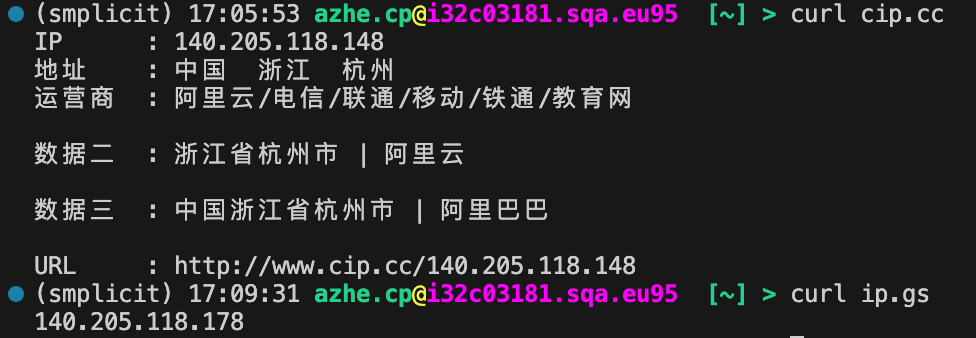 (smplicit) 17:05:53 azhe.cp@i32c03181.sqa.eu95 [~] > curl cip.cc
IP : 140.205.118.148
地址 : 中国 浙江 杭州
运营商 : 阿里云/电信/联通/移动/铁通/教育网
数据二 : 浙江省杭州市 | 阿里云
数据三 : 中国浙江省杭州市 | 阿里巴巴
URL : http://www.cip.cc/140.205.118.148
(smplicit) 17:09:31 azhe.cp@i32c03181.sqa.eu95 [~] > curl ip.gs
140.205.118.178